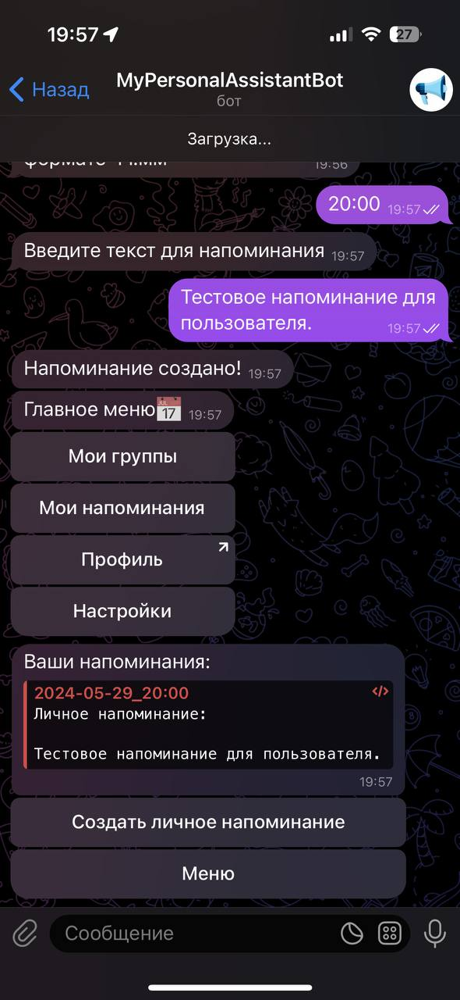 19:57
27
Назад
MyPersonalAssistantBot
бот
Загрузка...
19:56
20:00 19:57
Введите текст для напоминания 19:57
Тестовое напоминание для
пользователя. 19:57
Напоминание создано! 19:57
Главное меню JUL 17 19:57
Мои группы
Мои напоминания
Профиль
Настройки
Ваши напоминания:
2024-05-29_20:00 </>
Личное напоминание:
Тестовое напоминание для пользователя.
19:57
Создать личное напоминание
Меню
Сообщение